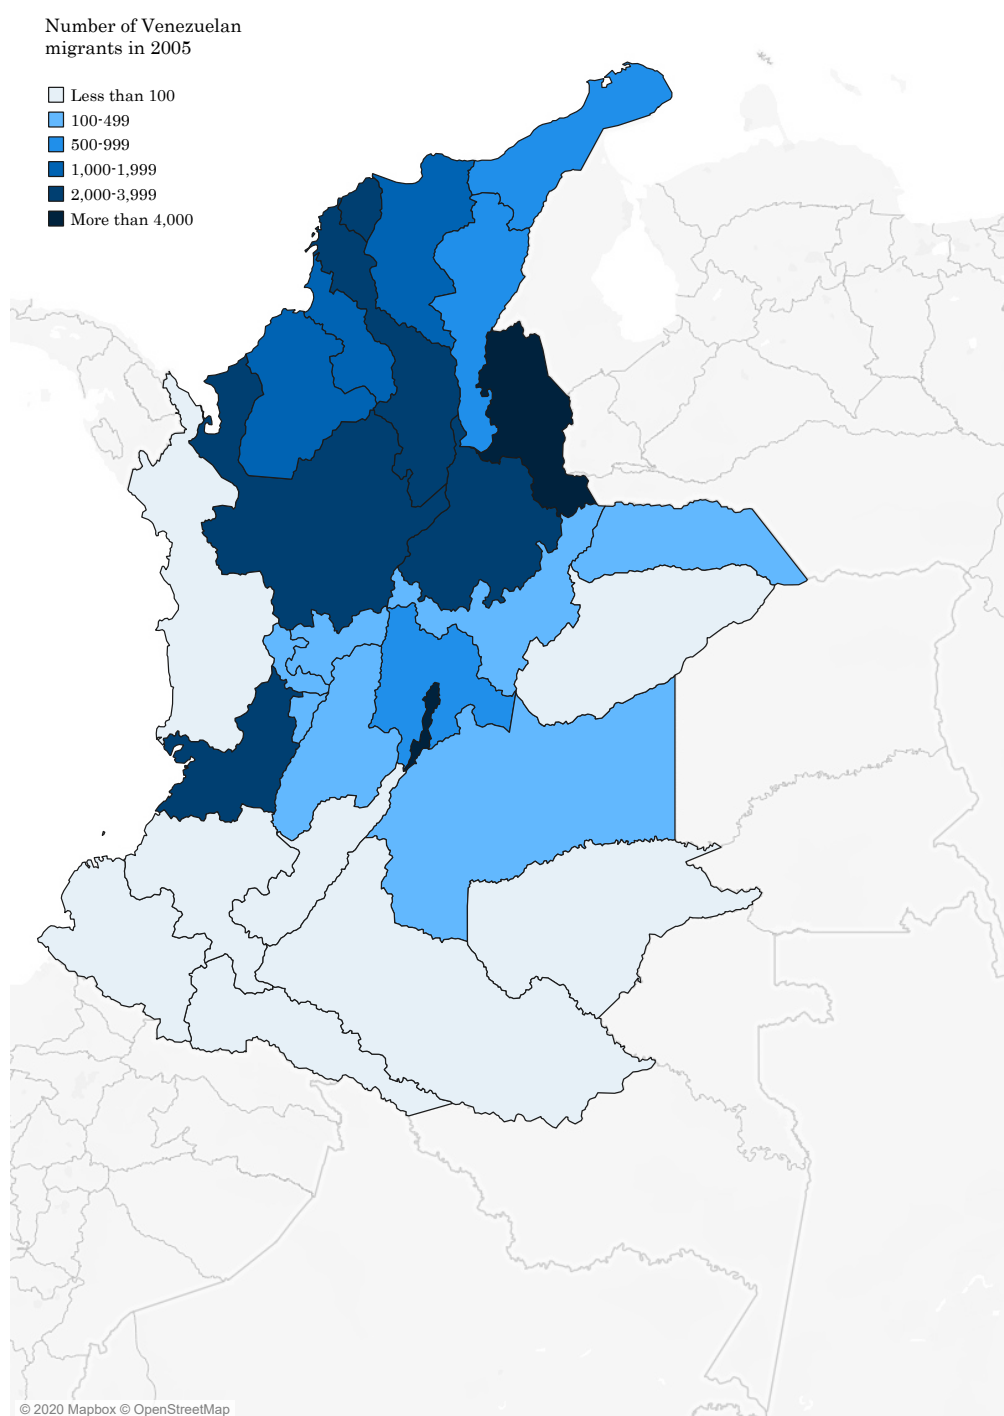 Number of Venezuelan
migrants in 2005
Less than 100
100-499
500-999
1,000-1,999
2,000-3,999
More than 4,000
© 2020 Mapbox © OpenStreetMap